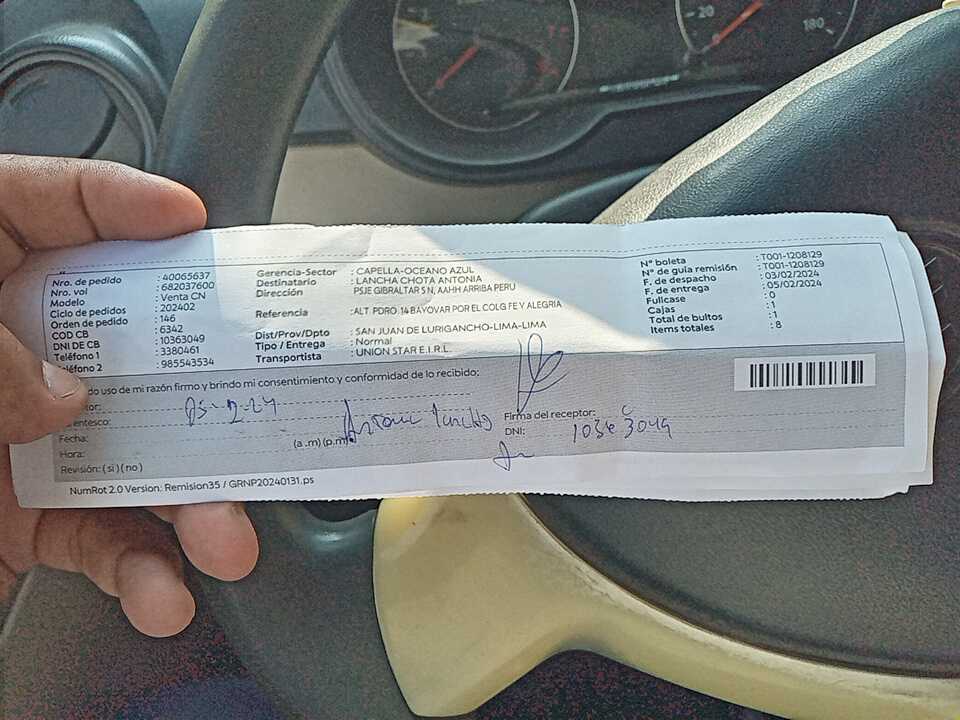 Nro. de pedido : 40065637
Nro. vol : 682037600
Modelo : Venta CN
Ciclo de pedidos : 202402
Orden de pedido : 146
COD CB : 6342
DNI DE CB : 10363049
Teléfono 1 : 3380461
Teléfono 2 : 985543534
Gerencia-Sector : CAPELLA-OCEANO AZUL
Destinatario : LANCHA CHOTA ANTONIA
Dirección PSJE GIBRALTAR 5 N, AAHH ARRIBA PERU
Referencia :ALT PDRO 14 BAYOVAR POR EL COLG FE Y ALEGRIA
Dist/Prov/Dpto : SAN JUAN DE LURIGANCHO-LIMA-LIMA
Tipo / Entrega : Normal
Transportista : UNION STAR E.I.R.L.
N° boleta : T001-1208129
N° de guía remisión : T001-1208129
F. de despacho : 03/02/2024
F. de entrega : 05/02/2024
Fullcase : 0
Cajas : 1
Total de bultos : 1
Items totales : 8
do uso de mi razón firmo y brindo mi consentimiento y conformidad de lo recibido:
tor:
entesco:
05-2-24
Fecha:
Hora: (a.m) (p.m)
Revisión: ( si ) ( no )
Firma del receptor:
DNI:
NumRot 2.0 Version: Remision35 / GRNP20240131.ps
20
180